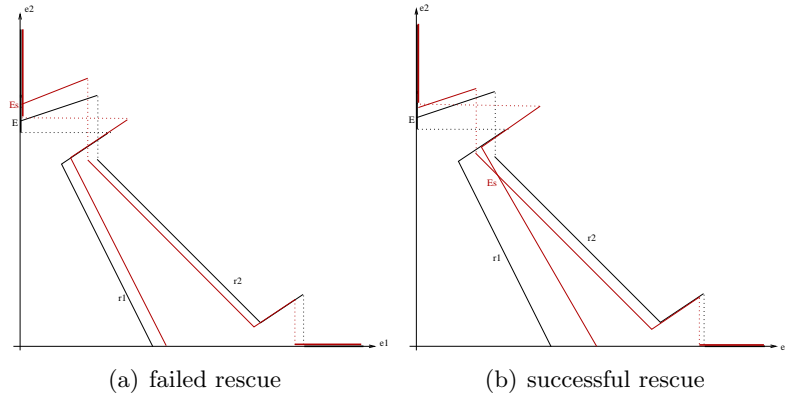 e2
Es
E
r1
r2
e1
(a) failed rescue
e2
E
Es
r1
r2
e
(b) successful rescue